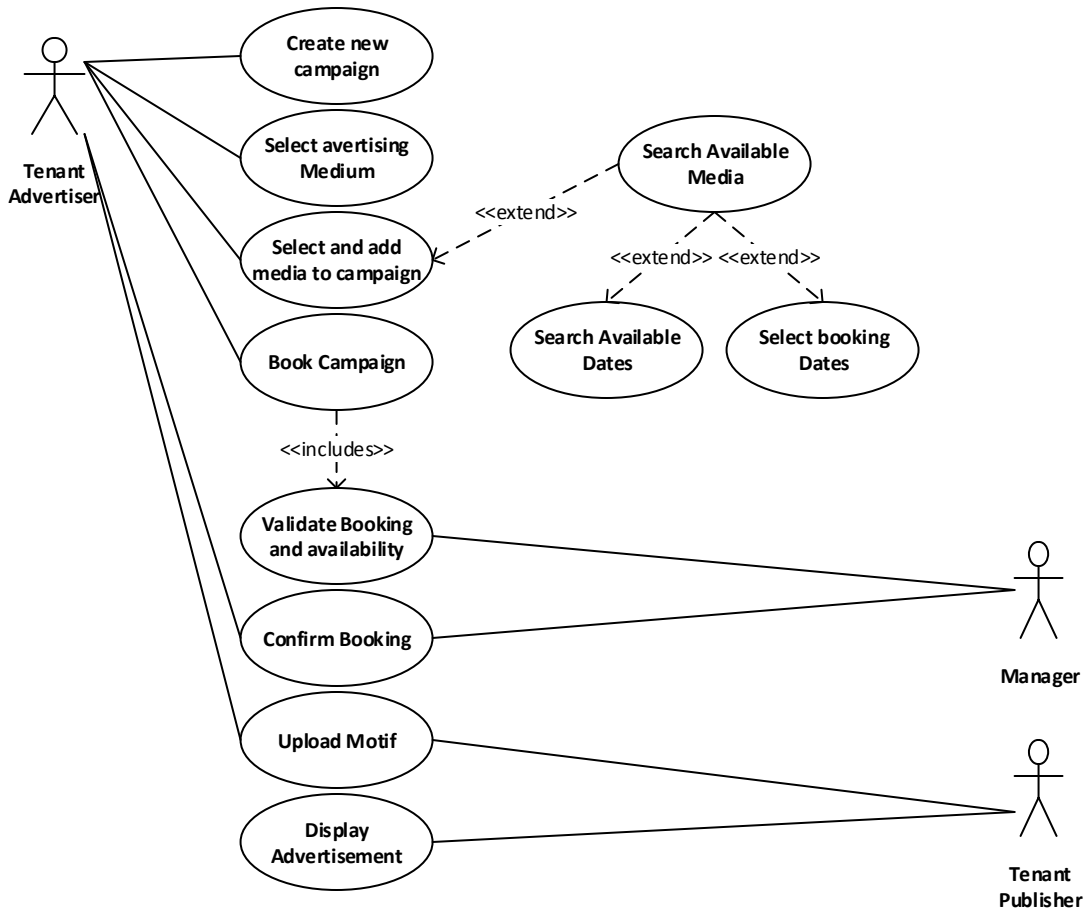 Create new
campaign
Tenant
Advertiser
Select avertising
Medium
Search Available
Media
<<extend>>
Select and add
media to campaign
<<extend>> <<extend>>
Book Campaign
Search Available
Dates
Select booking
Dates
<<includes>>
Validate Booking
and availability
Confirm Booking
Manager
Upload Motif
Display
Advertisement
Tenant
Publisher